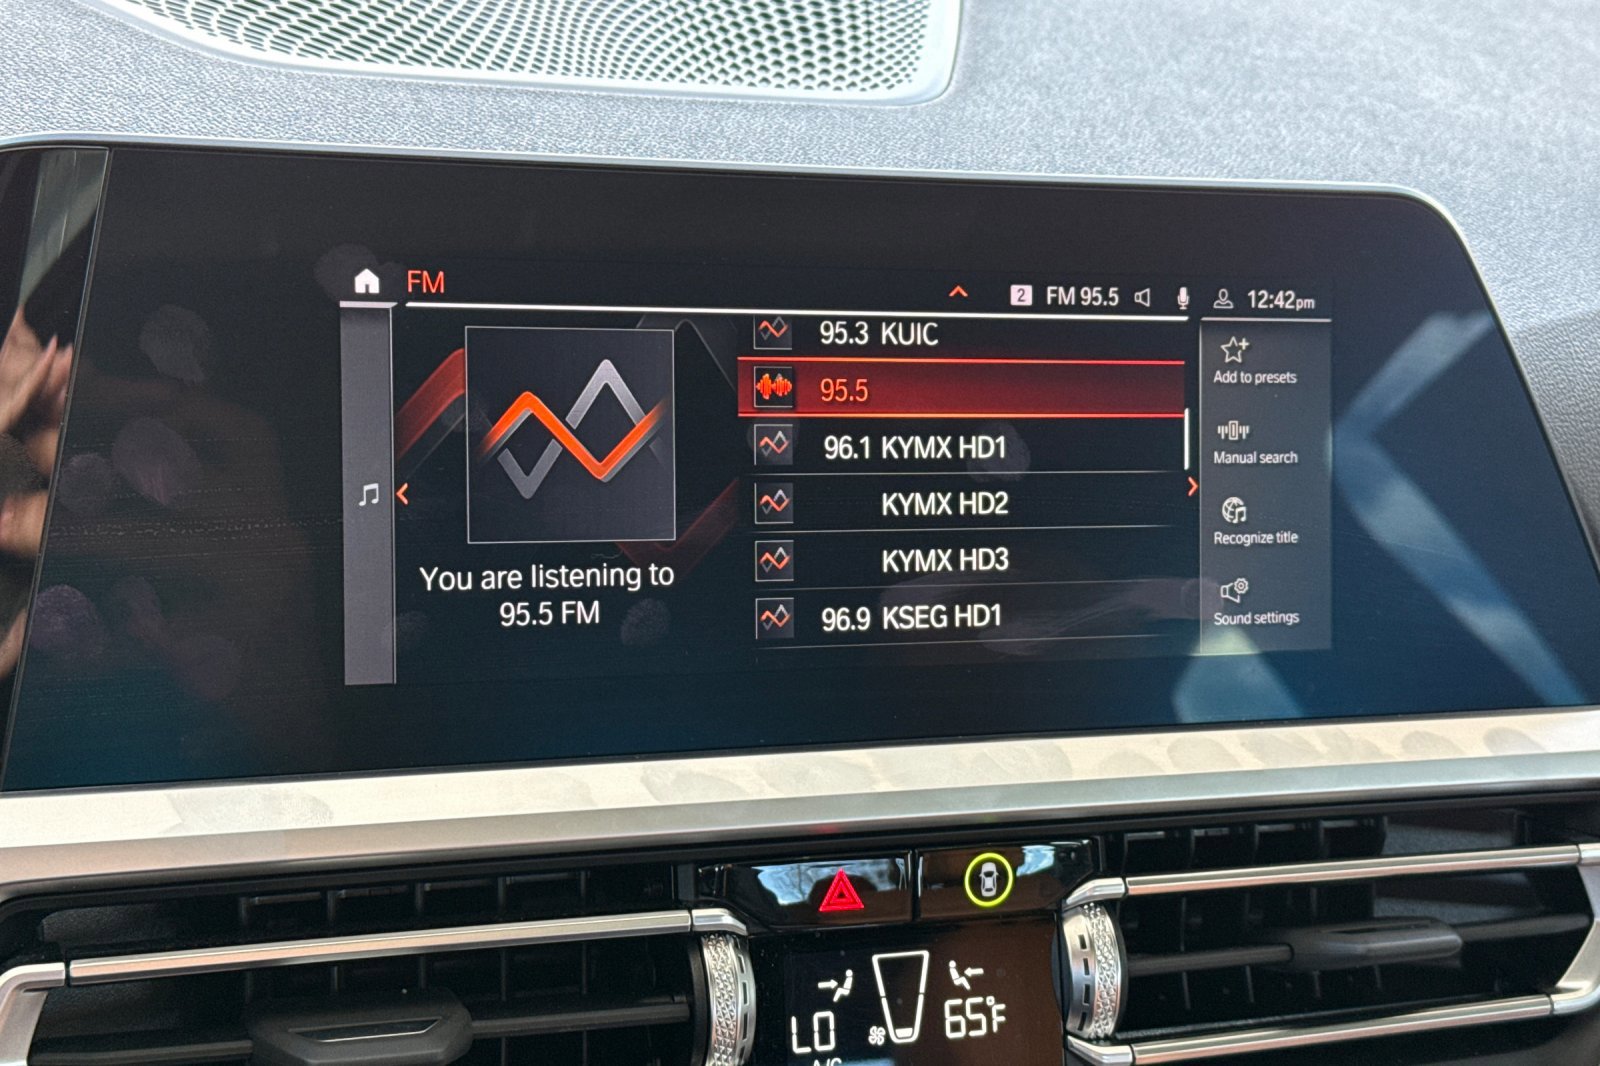 FM
2 FM 95.5 12:42pm
95.3 KUIC
95.5
96.1 KYMX HD1
KYMX HD2
KYMX HD3
96.9 KSEG HD1
You are listening to
95.5 FM
Add to presets
Manual search
Recognize title
Sound settings
LO
65°F
A/C